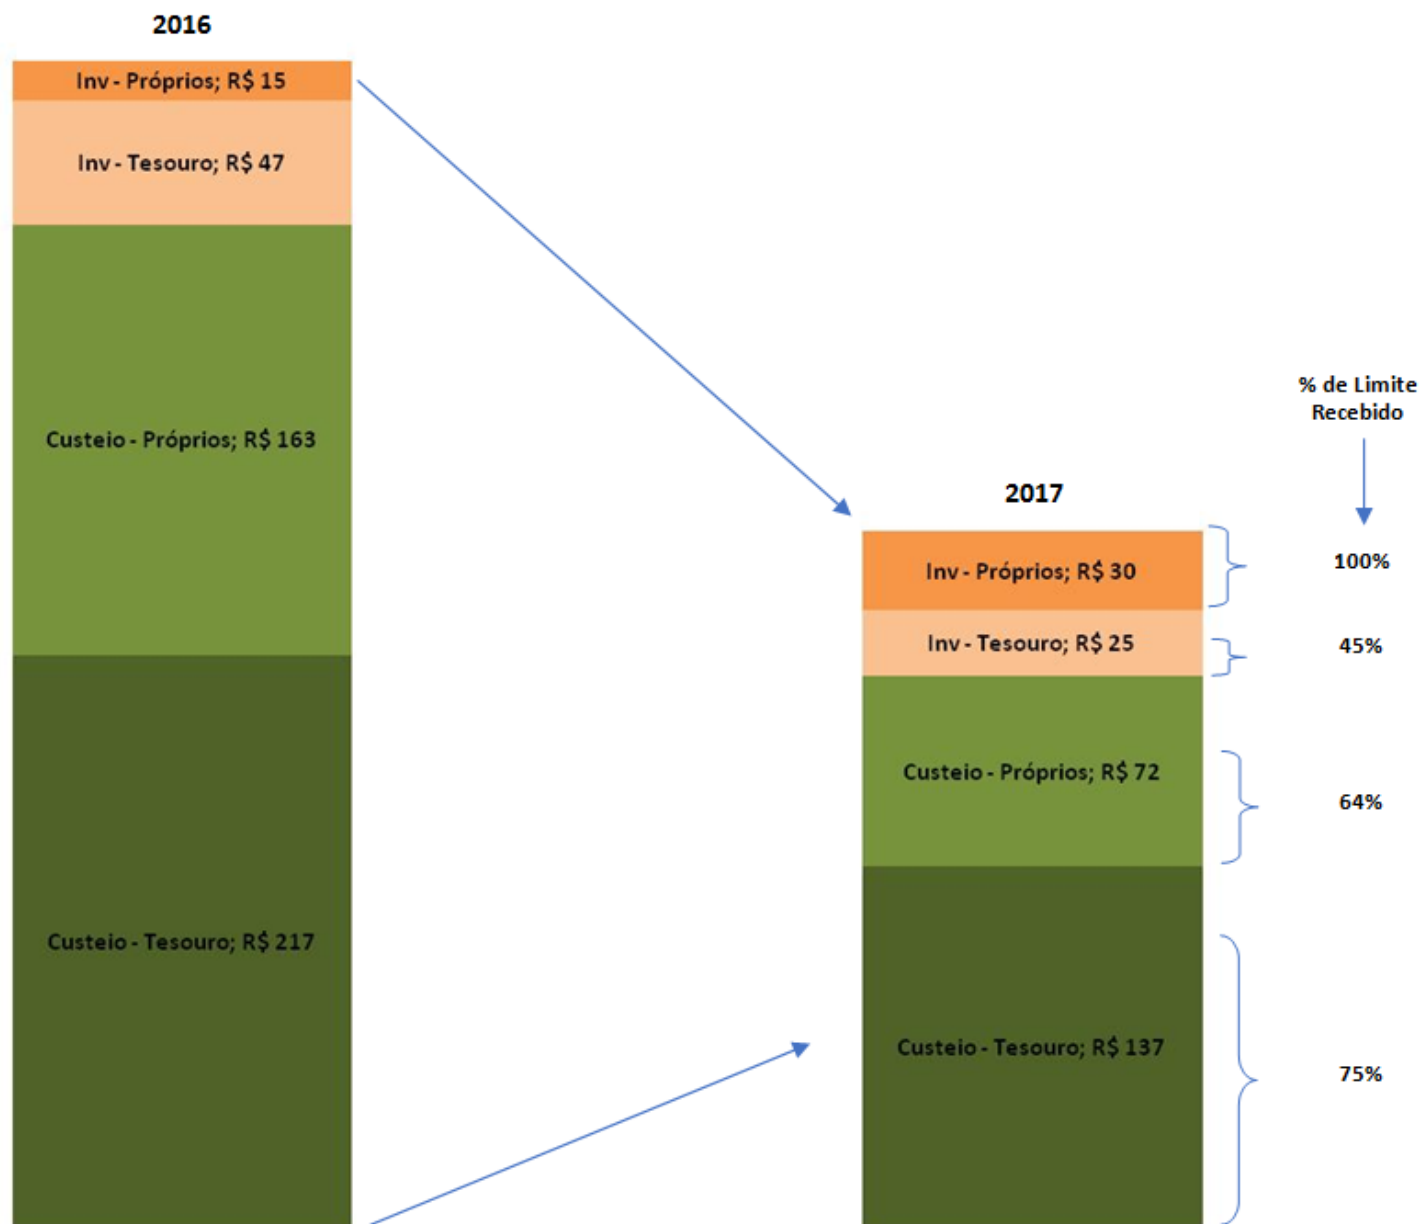 2016
Inv - Próprios; R$ 15
Inv - Tesouro; R$ 47
Custeio - Próprios; R$ 163
Custeio - Tesouro; R$ 217
2017
Inv - Próprios; R$ 30
Inv - Tesouro; R$ 25
Custeio - Próprios; R$ 72
Custeio - Tesouro; R$ 137
% de Limite
Recebido
100%
45%
64%
75%